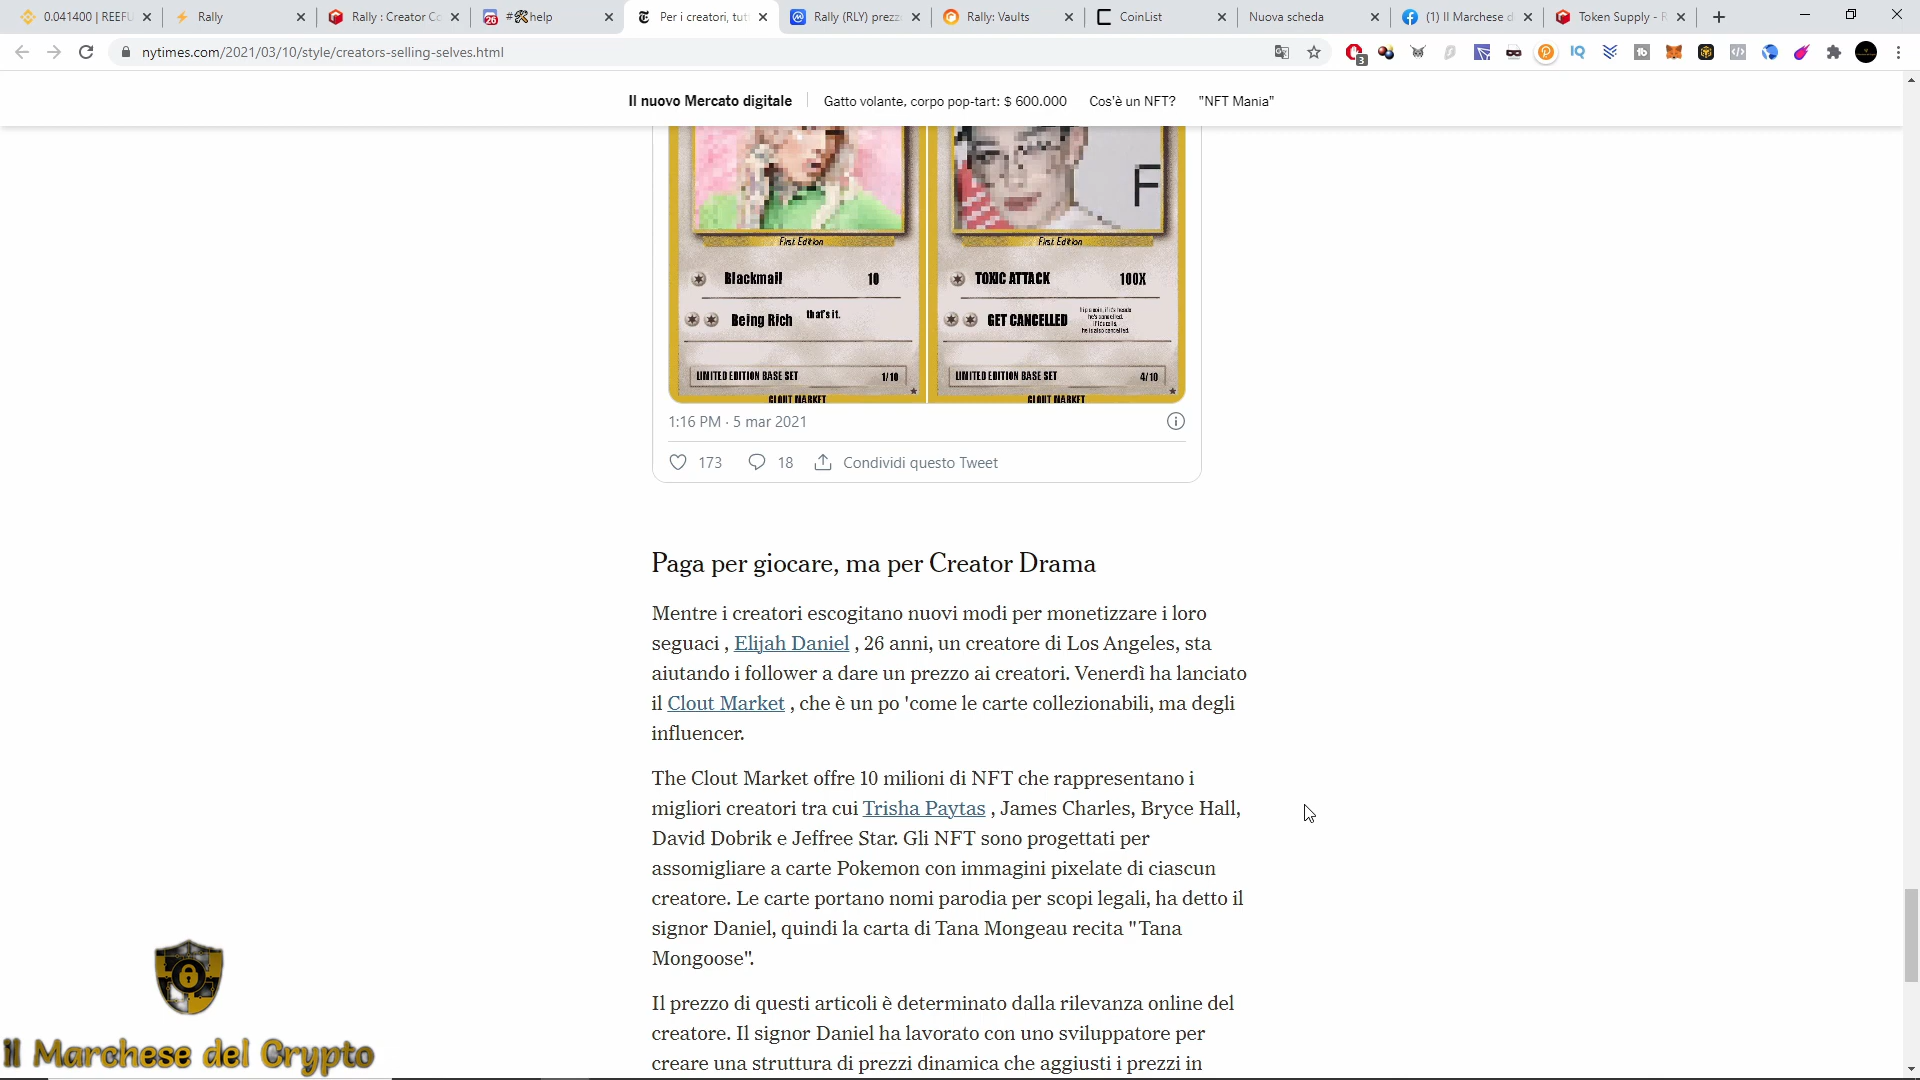 0.041400 | REEFU
Rally
Rally : Creator Co
#🛠help
Per i creatori, tut
Rally (RLY) prezz
Rally: Vaults
CoinList
Nuova scheda
(1) Il Marchese d
Token Supply - R
nytimes.com/2021/03/10/style/creators-selling-selves.html
3
Il nuovo Mercato digitale
Gatto volante, corpo pop-tart: $ 600.000
Cos'è un NFT?
"NFT Mania"
F
First Edition
First Edition
Blackmail 10
TOXIC ATTACK 100X
Being Rich that's it.
GET CANCELLED
LIMITED EDITION BASE SET 1/10
LIMITED EDITION BASE SET 4/10
CLOUT MARKET
CLOUT MARKET
1:16 PM · 5 mar 2021
173 18 Condividi questo Tweet
Paga per giocare, ma per Creator Drama
Mentre i creatori escogitano nuovi modi per monetizzare i loro
seguaci , Elijah Daniel , 26 anni, un creatore di Los Angeles, sta
aiutando i follower a dare un prezzo ai creatori. Venerdì ha lanciato
il Clout Market , che è un po 'come le carte collezionabili, ma degli
influencer.
The Clout Market offre 10 milioni di NFT che rappresentano i
migliori creatori tra cui Trisha Paytas , James Charles, Bryce Hall,
David Dobrik e Jeffree Star. Gli NFT sono progettati per
assomigliare a carte Pokemon con immagini pixelate di ciascun
creatore. Le carte portano nomi parodia per scopi legali, ha detto il
signor Daniel, quindi la carta di Tana Mongeau recita "Tana
Mongoose".
Il prezzo di questi articoli è determinato dalla rilevanza online del
creatore. Il signor Daniel ha lavorato con uno sviluppatore per
creare una struttura di prezzi dinamica che aggiusti i prezzi in
Il Marchese del Crypto